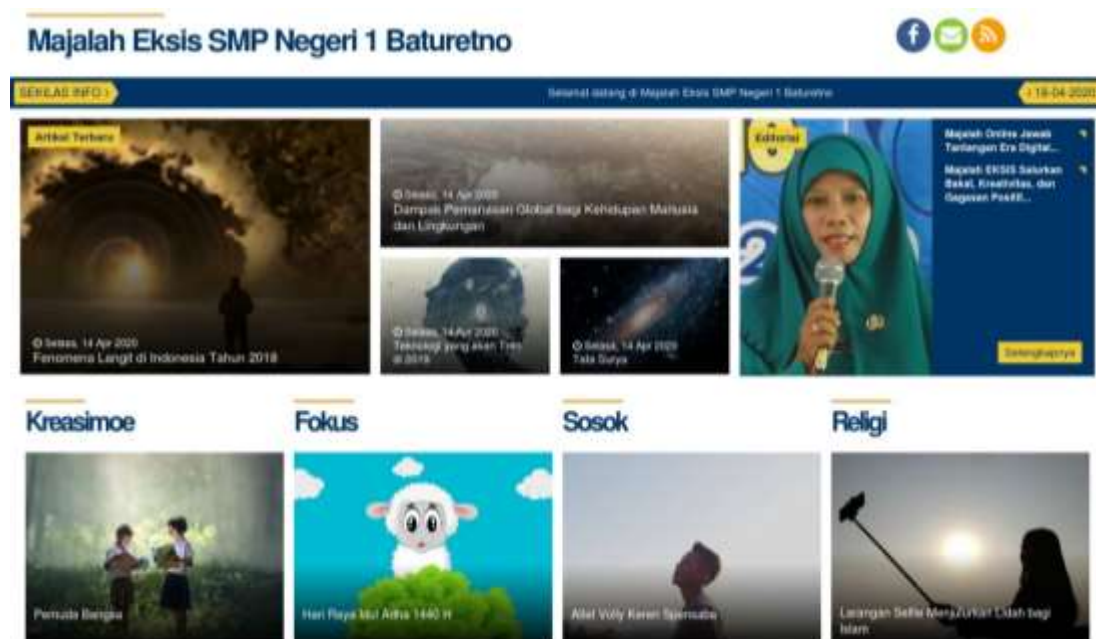 Majalah Eksis SMP Negeri 1 Baturetno
SEKILAS INFO
Selamat datang di Majalah Eksis SMP Negeri 1 Baturetno
18-04-2020
Artikel Terbaru
Selasa, 14 Apr 2020
Fenomena Langit di Indonesia Tahun 2019
Selasa, 14 Apr 2020
Dampak Pemanasan Global bagi Kehidupan Manusia
dan Lingkungan
Selasa, 14 Apr 2020
Teknologi yang akan Tren
di 2019
Selasa, 14 Apr 2020
Tata Surya
Editorial
Majalah Online Jawab
Tantangan Era Digital...
Majalah EKSIS Salurkan
Bakat, Kreativitas, dan
Gagasan Positif...
Selengkapnya
Kreasimoe
Fokus
Sosok
Religi
Pemuda Bangsa
Hari Raya Idul Adha 1440 H
Atlet Volly Keren Spensaba
Larangan Selfie Menjulurkan Lidah bagi
Islam